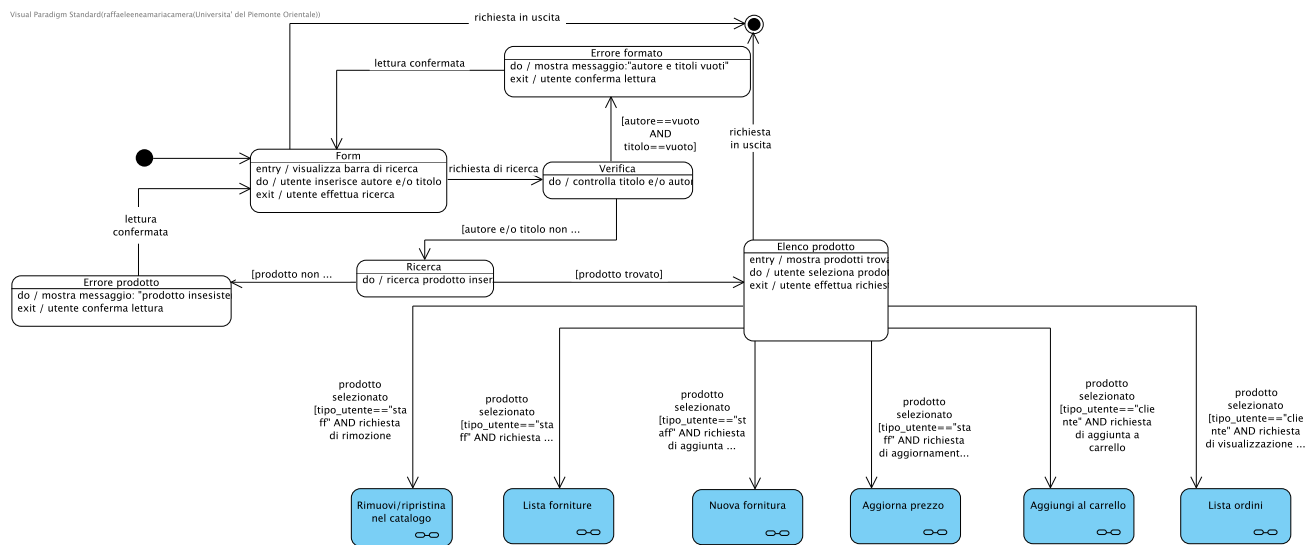 Visual Paradigm Standard(raffaeleeneamariacamera(Universita' del Piemonte Orientale))
richiesta in uscita
Errore formato
do / mostra messaggio:"autore e titoli vuoti"
exit / utente conferma lettura
lettura confermata
[autore==vuoto
AND
titolo==vuoto]
richiesta
in uscita
Form
entry / visualizza barra di ricerca
do / utente inserisce autore e/o titolo
exit / utente effettua ricerca
richiesta di ricerca
Verifica
do / controlla titolo e/o autor
lettura
confermata
[autore e/o titolo non ...
Elenco prodotto
entry / mostra prodotti trova
do / utente seleziona prodot
exit / utente effettua richiest
Ricerca
do / ricerca prodotto inser
[prodotto non ...
[prodotto trovato]
Errore prodotto
do / mostra messaggio: "prodotto insesiste
exit / utente conferma lettura
prodotto
selezionato
[tipo_utente=="sta
ff" AND richiesta
di rimozione
prodotto
selezionato
[tipo_utente=="sta
ff" AND richiesta ...
prodotto
selezionato
[tipo_utente=="st
aff" AND richiesta
di aggiunta ...
prodotto
selezionato
[tipo_utente=="sta
ff" AND richiesta
di aggiornament...
prodotto
selezionato
[tipo_utente=="clie
nte" AND richiesta
di aggiunta a
carrello
prodotto
selezionato
[tipo_utente=="clie
nte" AND richiesta
di visualizzazione ...
Rimuovi/ripristina
nel catalogo
Lista forniture
Nuova fornitura
Aggiorna prezzo
Aggiungi al carrello
Lista ordini